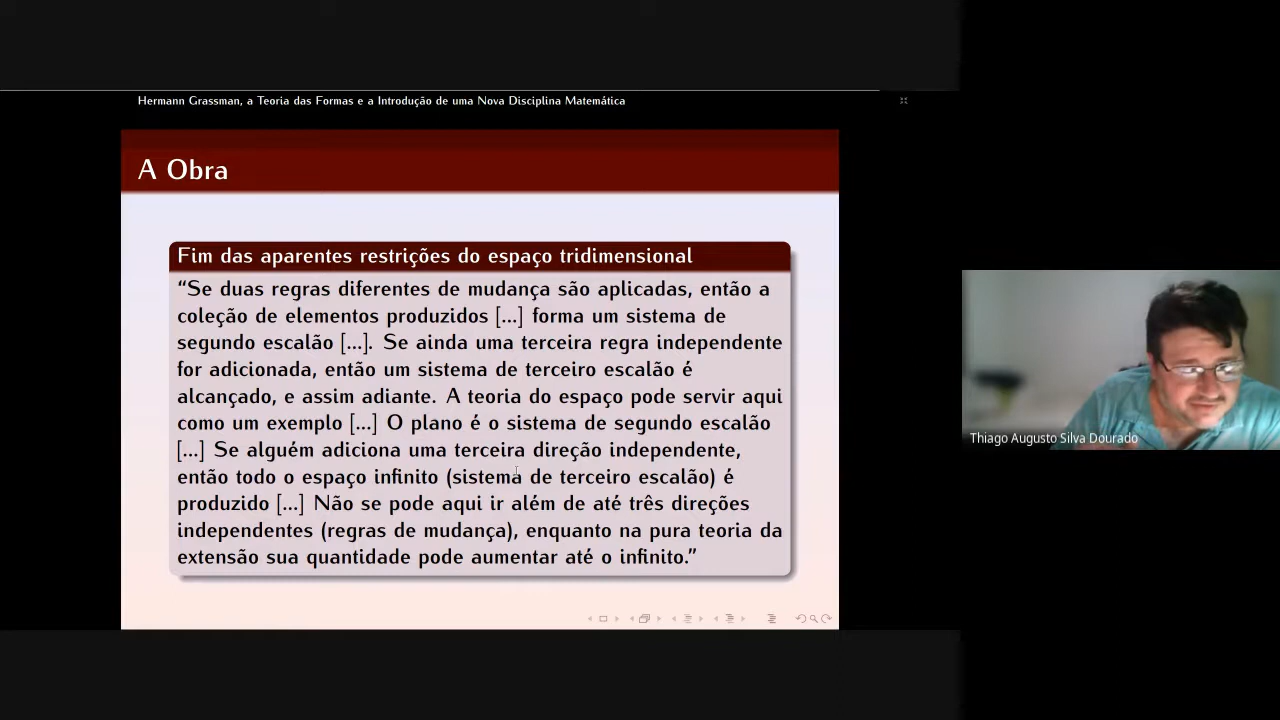 Hermann Grassman, a Teoria das Formas e a Introdução de uma Nova Disciplina Matemática
A Obra
Fim das aparentes restrições do espaço tridimensional
“Se duas regras diferentes de mudança são aplicadas, então a
coleção de elementos produzidos [...] forma um sistema de
segundo escalão [...]. Se ainda uma terceira regra independente
for adicionada, então um sistema de terceiro escalão é
alcançado, e assim adiante. A teoria do espaço pode servir aqui
como um exemplo [...] O plano é o sistema de segundo escalão
[...] Se alguém adiciona uma terceira direção independente,
então todo o espaço infinito (sistema de terceiro escalão) é
produzido [...] Não se pode aqui ir além de até três direções
independentes (regras de mudança), enquanto na pura teoria da
extensão sua quantidade pode aumentar até o infinito.”
Thiago Augusto Silva Dourado